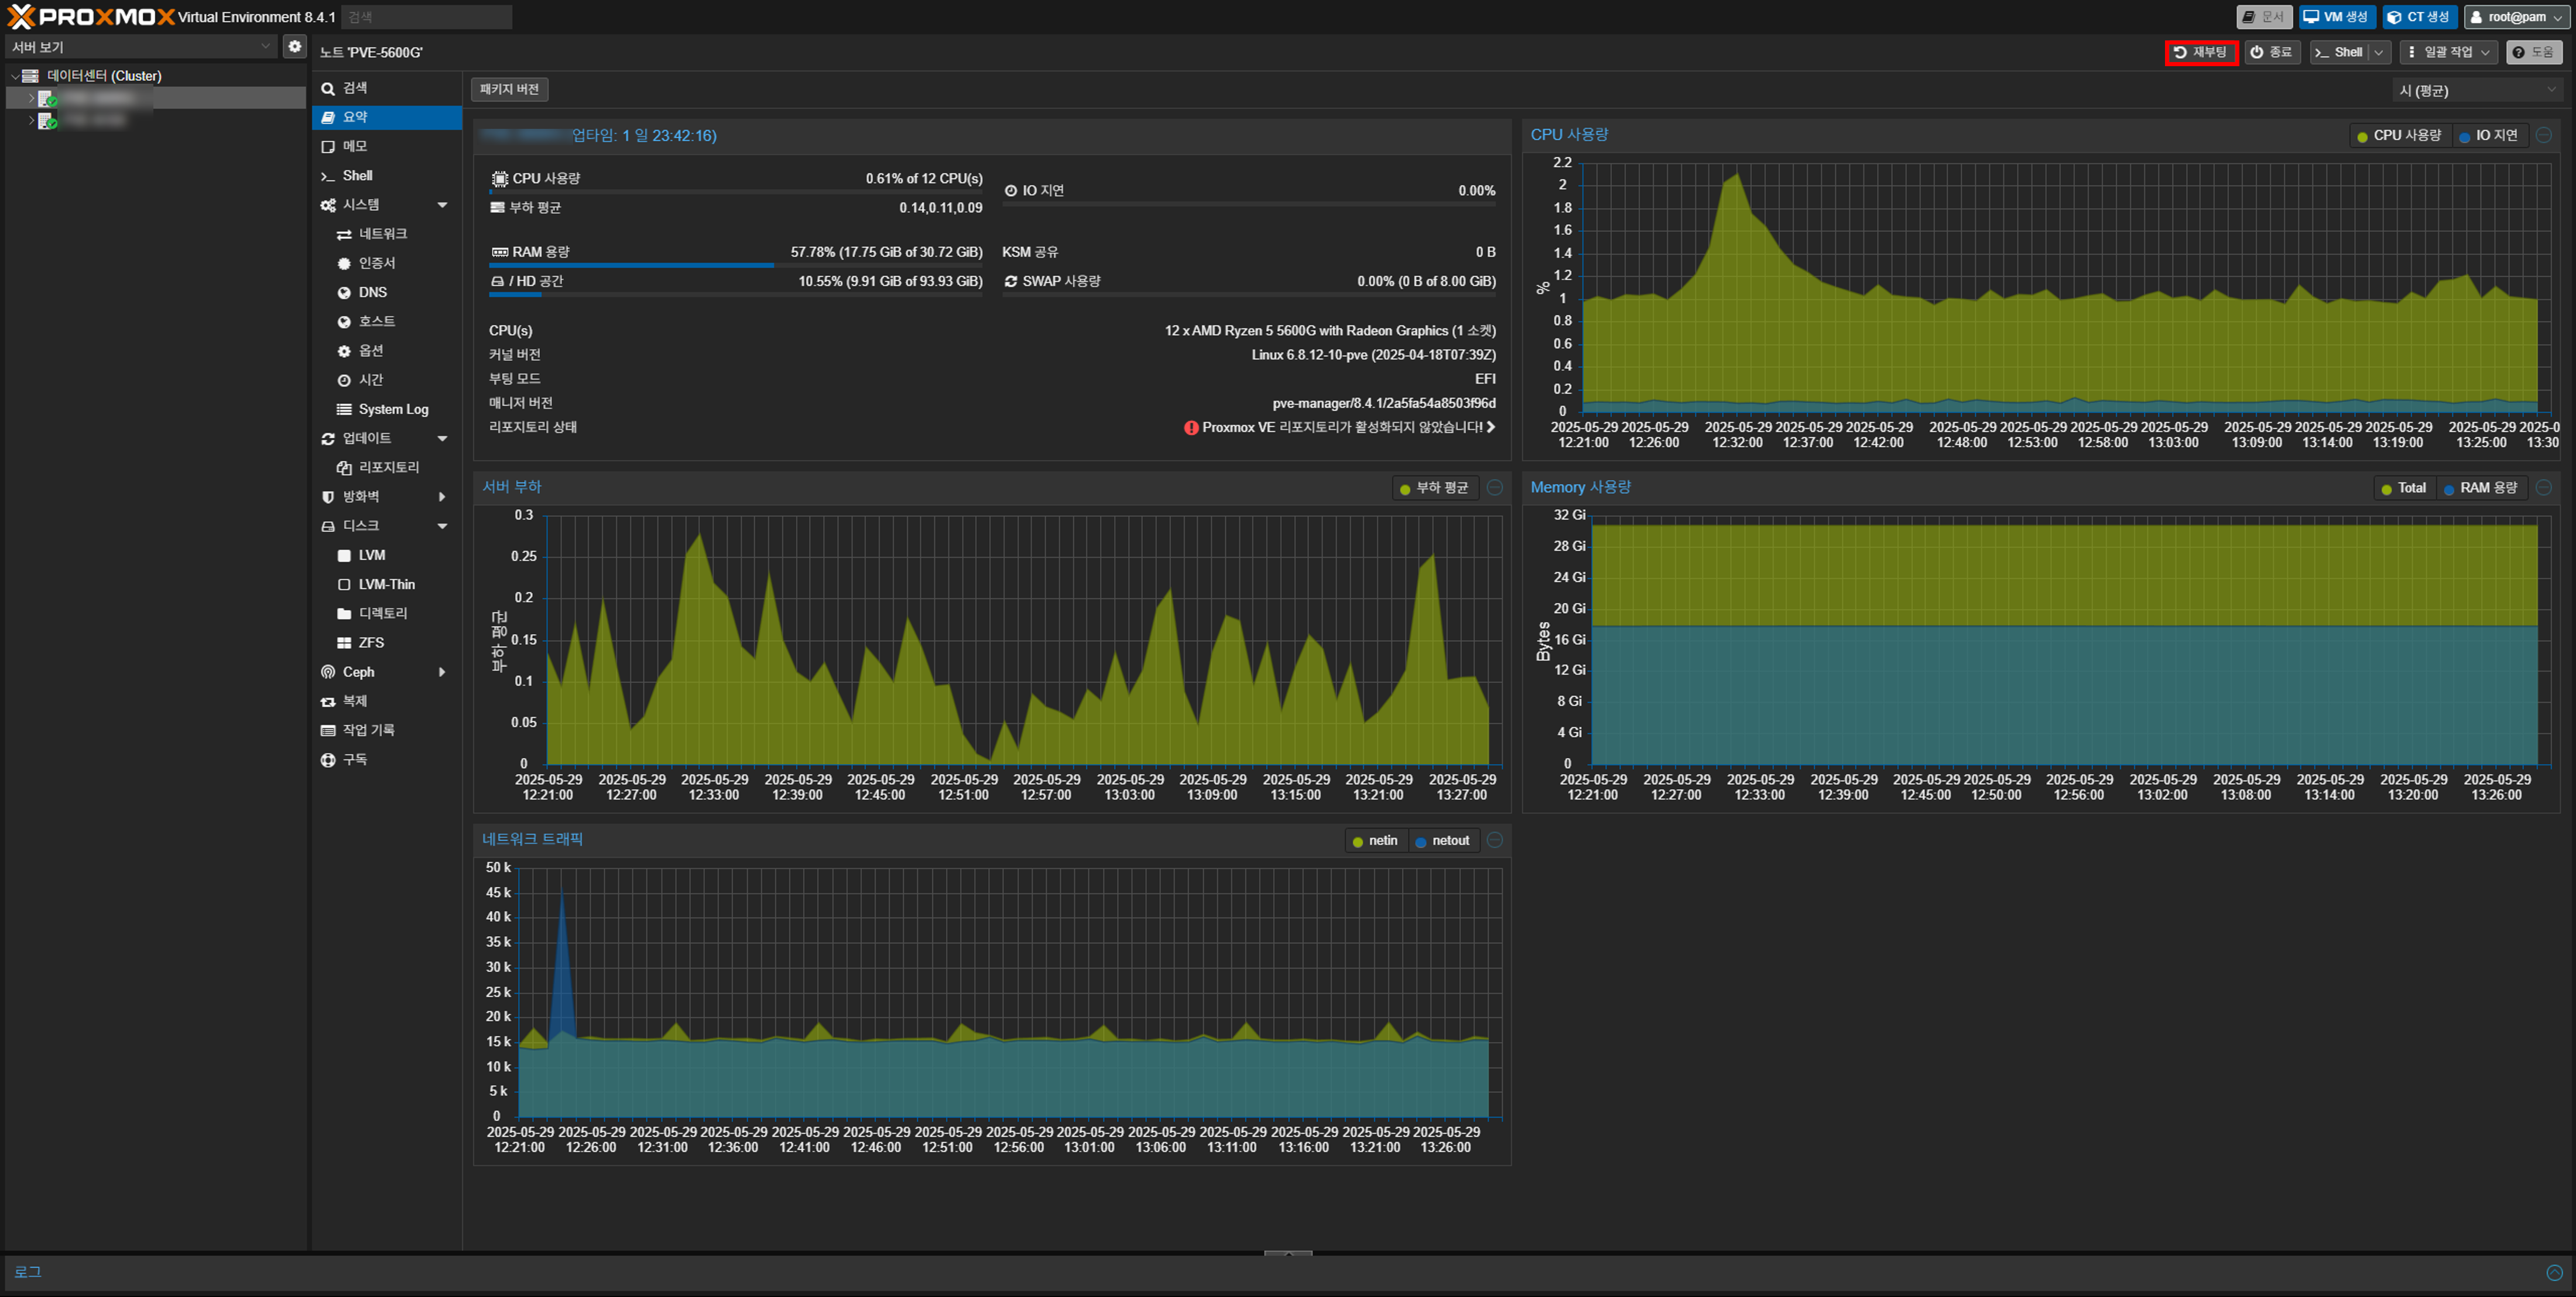 PROXMOX Virtual Environment 8.4.1 검색
문서 VM 생성 CT 생성 root@pam
서버 보기
노드 'PVE-5600G'
재부팅 종료 Shell 일괄 작업 도움
데이터센터 (Cluster)
검색
요약
메모
Shell
시스템
네트워크
인증서
DNS
호스트
옵션
시간
System Log
업데이트
리포지토리
방화벽
디스크
LVM
LVM-Thin
디렉토리
ZFS
Ceph
복제
작업 기록
구독
패키지 버전
시 (평균)
업타임: 1 일 23:42:16)
CPU 사용량 0.61% of 12 CPU(s)
IO 지연 0.00%
부하 평균 0.14,0.11,0.09
RAM 용량 57.78% (17.75 GiB of 30.72 GiB)
KSM 공유 0 B
/ HD 공간 10.55% (9.91 GiB of 93.93 GiB)
SWAP 사용량 0.00% (0 B of 8.00 GiB)
CPU(s) 12 x AMD Ryzen 5 5600G with Radeon Graphics (1 소켓)
커널 버전 Linux 6.8.12-10-pve (2025-04-18T07:39Z)
부팅 모드 EFI
매니저 버전 pve-manager/8.4.1/2a5fa54a8503f96d
리포지토리 상태 Proxmox VE 리포지토리가 활성화되지 않았습니다!
CPU 사용량
CPU 사용량 IO 지연
2.2
2
1.8
1.6
1.4
1.2
1
0.8
0.6
0.4
0.2
0
%
2025-05-29 2025-05-29 2025-05-29 2025-05-29 2025-05-29 2025-05-29 2025-05-29 2025-05-29 2025-05-29 2025-05-29 2025-05-29 2025-05-29 2025-05-29 2025-0
12:21:00 12:26:00 12:32:00 12:37:00 12:42:00 12:48:00 12:53:00 12:58:00 13:03:00 13:09:00 13:14:00 13:19:00 13:25:00 13:30
서버 부하
부하 평균
0.3
0.25
0.2
0.15
0.1
0.05
0
부하 평균
2025-05-29 2025-05-29 2025-05-29 2025-05-29 2025-05-29 2025-05-29 2025-05-29 2025-05-29 2025-05-29 2025-05-29 2025-05-29 2025-05-29
12:21:00 12:27:00 12:33:00 12:39:00 12:45:00 12:51:00 12:57:00 13:03:00 13:09:00 13:15:00 13:21:00 13:27:00
Memory 사용량
Total RAM 용량
32 Gi
28 Gi
24 Gi
20 Gi
16 Gi
12 Gi
8 Gi
4 Gi
0
Bytes
2025-05-29 2025-05-29 2025-05-29 2025-05-29 2025-05-29 2025-05-29 2025-05-29 2025-05-29 2025-05-29 2025-05-29 2025-05-29 2025-05-29
12:21:00 12:27:00 12:33:00 12:39:00 12:45:00 12:50:00 12:56:00 13:02:00 13:08:00 13:14:00 13:20:00 13:26:00
네트워크 트래픽
netin netout
50 k
45 k
40 k
35 k
30 k
25 k
20 k
15 k
10 k
5 k
0
2025-05-29 2025-05-29 2025-05-29 2025-05-29 2025-05-29 2025-05-29 2025-05-29 2025-05-29 2025-05-29 2025-05-29 2025-05-29 2025-05-29 2025-05-29 2025-05-29
12:21:00 12:26:00 12:31:00 12:36:00 12:41:00 12:46:00 12:51:00 12:56:00 13:01:00 13:06:00 13:11:00 13:16:00 13:21:00 13:26:00
로그